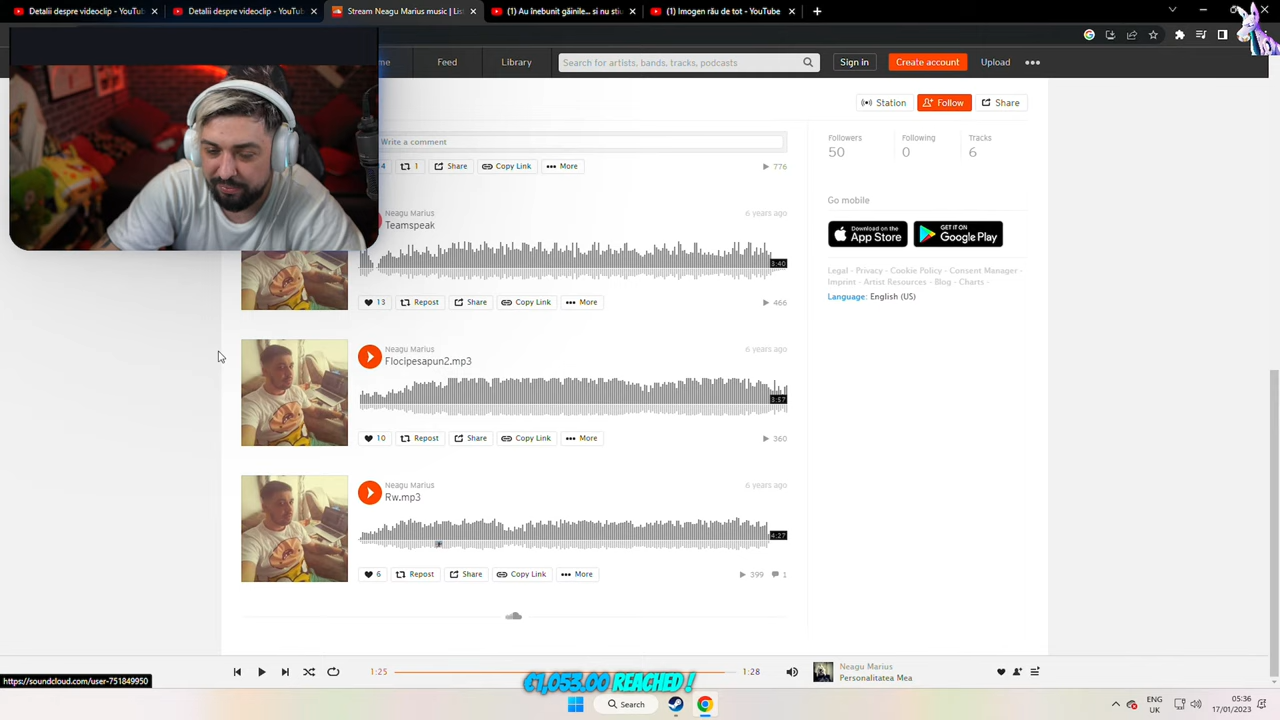 Detalii despre videoclip - YouTu
Detalii despre videoclip - YouTu
Stream Neagu Marius music | List
(1) Au înebunit găinile... si nu stiu
(1) Imogen rău de tot - YouTube
me
Feed
Library
Search for artists, bands, tracks, podcasts
Sign in
Create account
Upload
Station
Follow
Share
Write a comment
4
1
Share
Copy Link
More
776
Followers
Following
Tracks
50
0
6
Neagu Marius
6 years ago
Teamspeak
3:40
13
Repost
Share
Copy Link
More
466
Go mobile
Download on the App Store
GET IT ON Google Play
Legal - Privacy - Cookie Policy - Consent Manager -
Imprint - Artist Resources - Blog - Charts -
Language: English (US)
Neagu Marius
6 years ago
Flocipesapun2.mp3
3:57
10
Repost
Share
Copy Link
More
360
Neagu Marius
6 years ago
Rw.mp3
4:27
6
Repost
Share
Copy Link
More
399
1
1:25
1:28
Neagu Marius
Personalitatea Mea
https://soundcloud.com/user-751849950
€1,053.00 REACHED !
Search
ENG
UK
05:36
17/01/2023